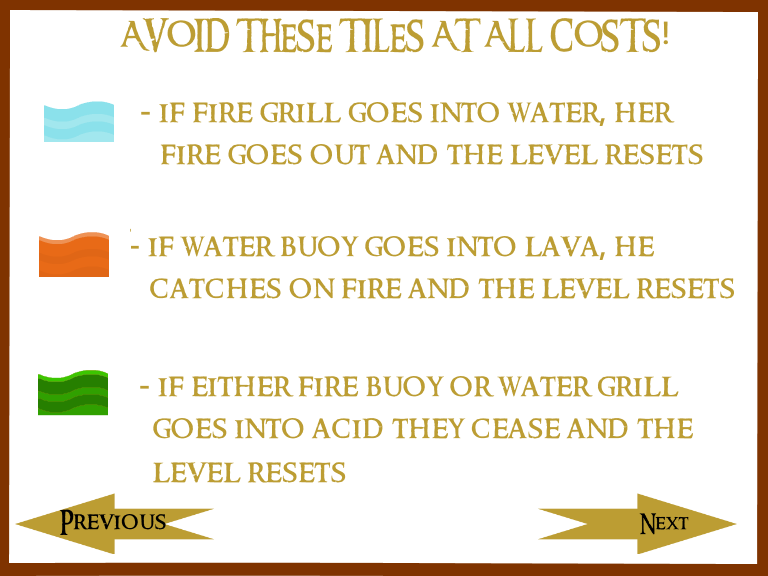 AVOID THESE TILES AT ALL COSTS!
- IF FIRE GRILL GOES INTO WATER, HER
FIRE GOES OUT AND THE LEVEL RESETS
- IF WATER BUOY GOES INTO LAVA, HE
CATCHES ON FIRE AND THE LEVEL RESETS
- IF EITHER FIRE BUOY OR WATER GRILL
GOES INTO ACID THEY CEASE AND THE
LEVEL RESETS
PREVIOUS
NEXT